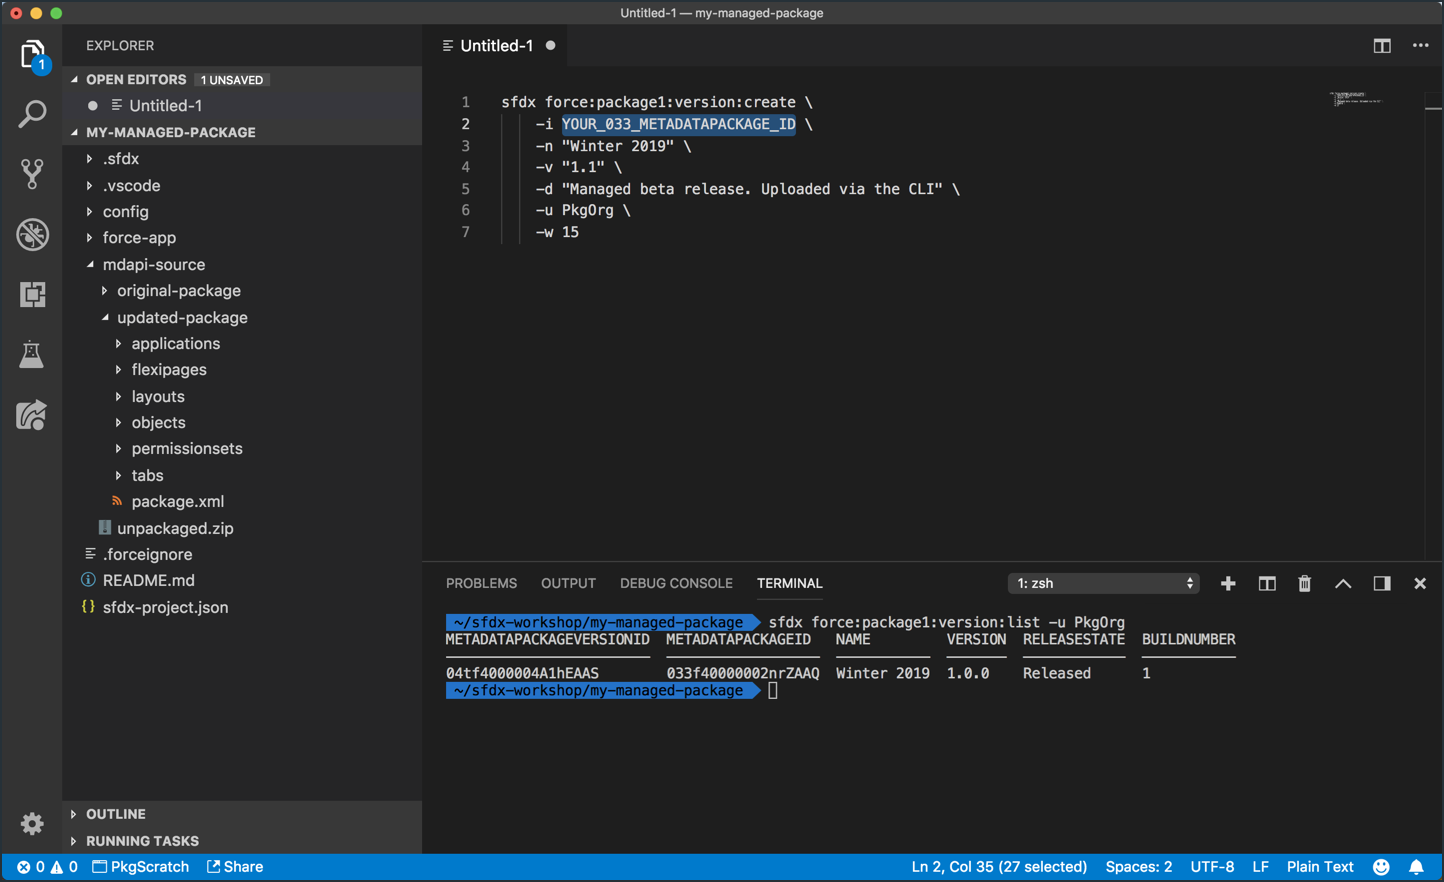 Untitled-1 — my-managed-package
1
EXPLORER
OPEN EDITORS 1 UNSAVED
Untitled-1
MY-MANAGED-PACKAGE
.sfdx
.vscode
config
force-app
mdapi-source
original-package
updated-package
applications
flexipages
layouts
objects
permissionsets
tabs
package.xml
unpackaged.zip
.forceignore
README.md
{} sfdx-project.json
OUTLINE
RUNNING TASKS
Untitled-1
1 sfdx force:package1:version:create \
2 -i YOUR_033_METADATAPACKAGE_ID \
3 -n "Winter 2019" \
4 -v "1.1" \
5 -d "Managed beta release. Uploaded via the CLI" \
6 -u PkgOrg \
7 -w 15
PROBLEMS OUTPUT DEBUG CONSOLE TERMINAL 1: zsh
~/sfdx-workshop/my-managed-package sfdx force:package1:version:list -u PkgOrg
METADATAPACKAGEVERSIONID METADATAPACKAGEID NAME VERSION RELEASESTATE BUILDNUMBER
04tf4000004A1hEAAS 033f40000002nrZAAQ Winter 2019 1.0.0 Released 1
~/sfdx-workshop/my-managed-package
0 0 PkgScratch Share Ln 2, Col 35 (27 selected) Spaces: 2 UTF-8 LF Plain Text